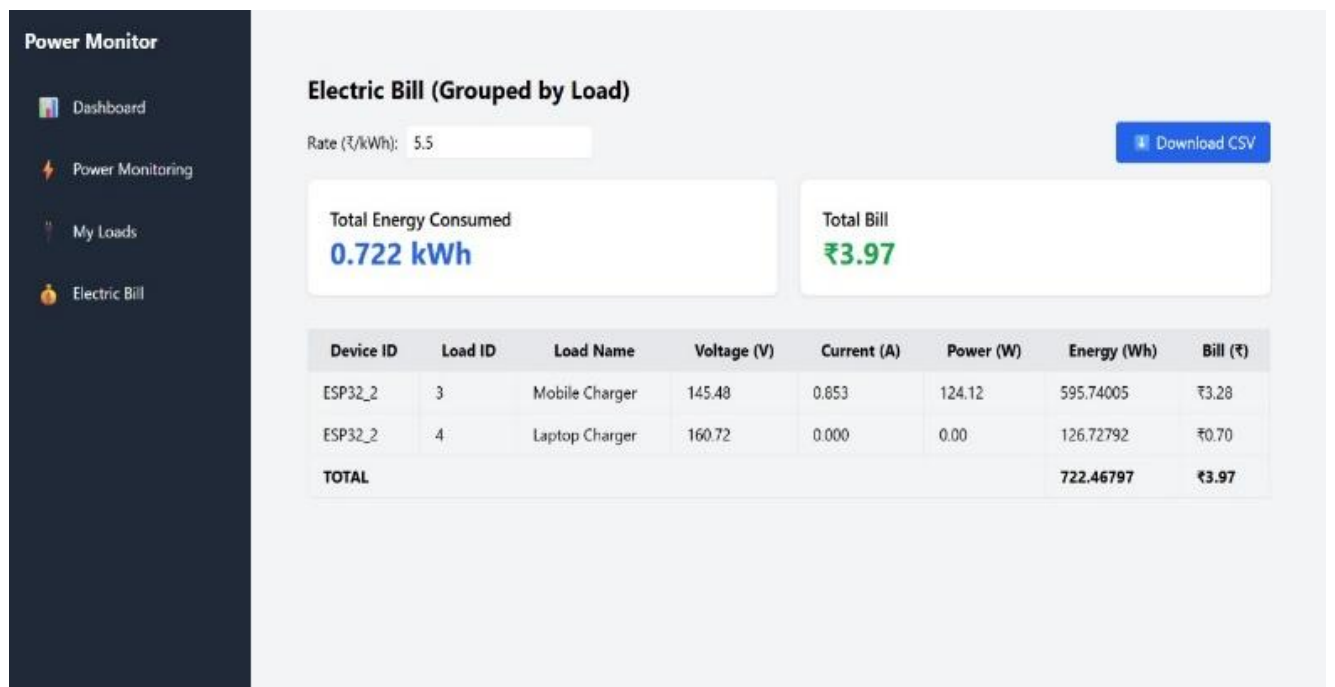 Power Monitor
Dashboard
Power Monitoring
My Loads
Electric Bill
Electric Bill (Grouped by Load)
Rate (₹/kWh): 5.5
Download CSV
Total Energy Consumed
0.722 kWh
Total Bill
₹3.97
Device ID Load ID Load Name Voltage (V) Current (A) Power (W) Energy (Wh) Bill (₹)
ESP32_2 3 Mobile Charger 145.48 0.853 124.12 595.74005 ₹3.28
ESP32_2 4 Laptop Charger 160.72 0.000 0.00 126.72792 ₹0.70
TOTAL 722.46797 ₹3.97